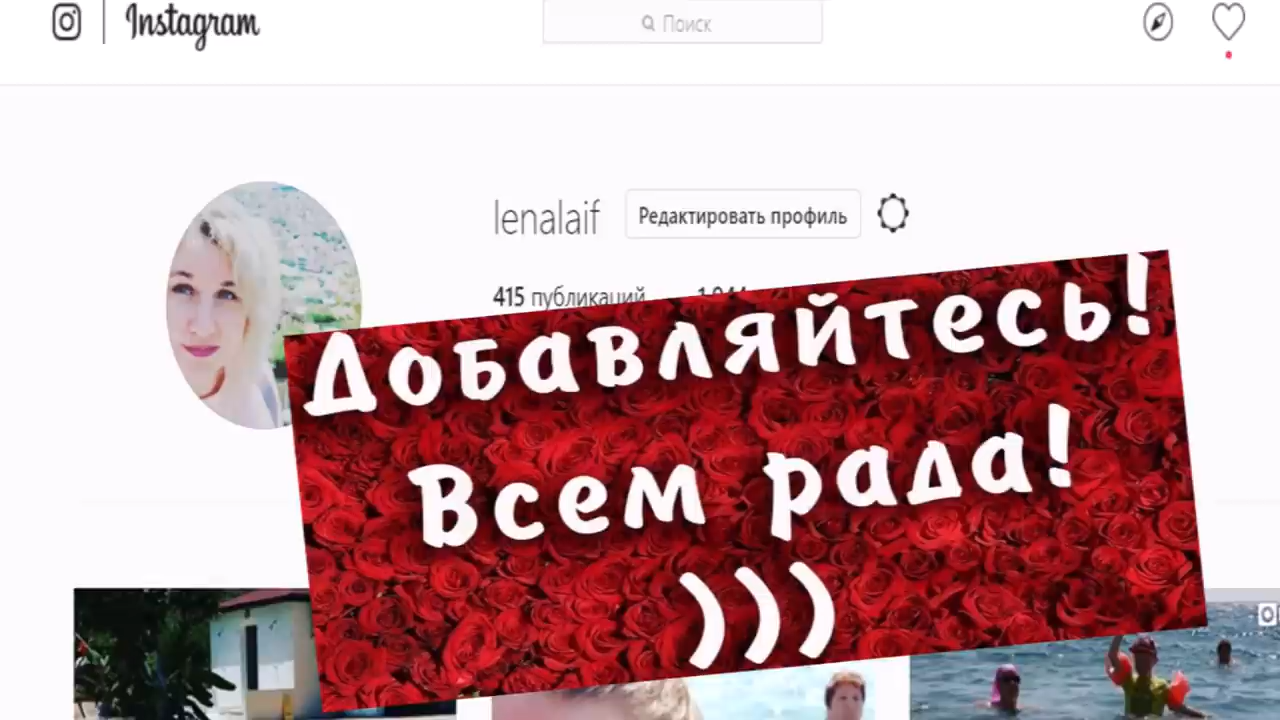 Instagram
Поиск
lenalaif
Редактировать профиль
415 публикаций
Добавляйтесь!
Всем рада!
)))